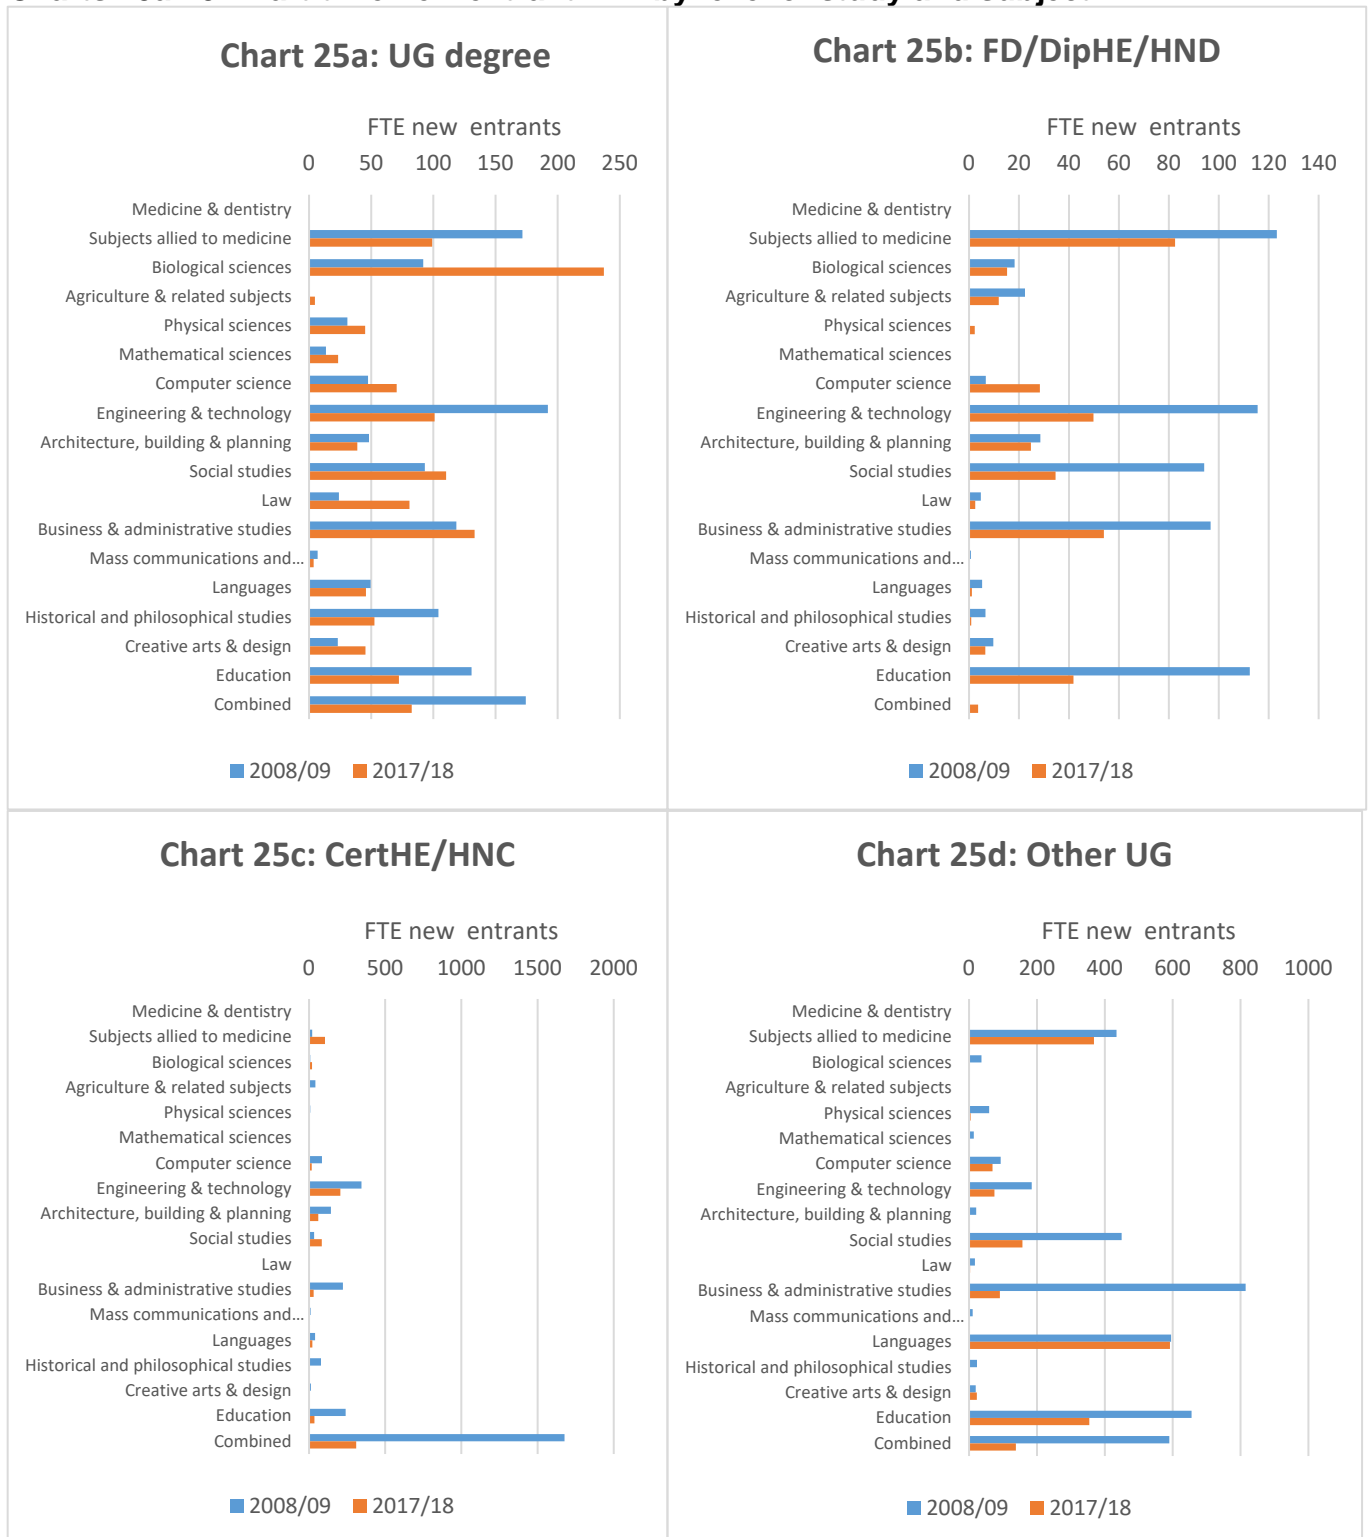 Chart 25a: UG degree
FTE new entrants
0 50 100 150 200 250
Medicine & dentistry
Subjects allied to medicine
Biological sciences
Agriculture & related subjects
Physical sciences
Mathematical sciences
Computer science
Engineering & technology
Architecture, building & planning
Social studies
Law
Business & administrative studies
Mass communications and...
Languages
Historical and philosophical studies
Creative arts & design
Education
Combined
2008/09 2017/18
Chart 25b: FD/DipHE/HND
FTE new entrants
0 20 40 60 80 100 120 140
Medicine & dentistry
Subjects allied to medicine
Biological sciences
Agriculture & related subjects
Physical sciences
Mathematical sciences
Computer science
Engineering & technology
Architecture, building & planning
Social studies
Law
Business & administrative studies
Mass communications and...
Languages
Historical and philosophical studies
Creative arts & design
Education
Combined
2008/09 2017/18
Chart 25c: CertHE/HNC
FTE new entrants
0 500 1000 1500 2000
Medicine & dentistry
Subjects allied to medicine
Biological sciences
Agriculture & related subjects
Physical sciences
Mathematical sciences
Computer science
Engineering & technology
Architecture, building & planning
Social studies
Law
Business & administrative studies
Mass communications and...
Languages
Historical and philosophical studies
Creative arts & design
Education
Combined
2008/09 2017/18
Chart 25d: Other UG
FTE new entrants
0 200 400 600 800 1000
Medicine & dentistry
Subjects allied to medicine
Biological sciences
Agriculture & related subjects
Physical sciences
Mathematical sciences
Computer science
Engineering & technology
Architecture, building & planning
Social studies
Law
Business & administrative studies
Mass communications and...
Languages
Historical and philosophical studies
Creative arts & design
Education
Combined
2008/09 2017/18